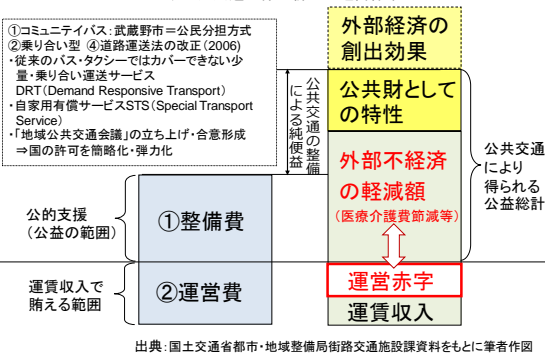 ①コミュニテイバス：武蔵野市＝公民分担方式
②乗り合い型 ④道路運送法の改正（2006）
・従来のバス・タクシーではカバーできない少
量・乗り合い運送サービス
DRT（Demand Responsive Transport）
・自家用有償サービスSTS（Special Transport
Service）
・「地域公共交通会議」の立ち上げ・合意形成
⇒国の許可を簡略化・弾力化
公共交通の整備
による純便益
外部経済の
創出効果
公共財として
の特性
外部不経済
の軽減額
（医療介護費節減等）
運営赤字
運賃収入
公共交通
により
得られる
公益総計
公的支援
（公益の範囲）
①整備費
運賃収入で
賄える範囲
②運営費
出典：国土交通省都市・地域整備局街路交通施設課資料をもとに筆者作図